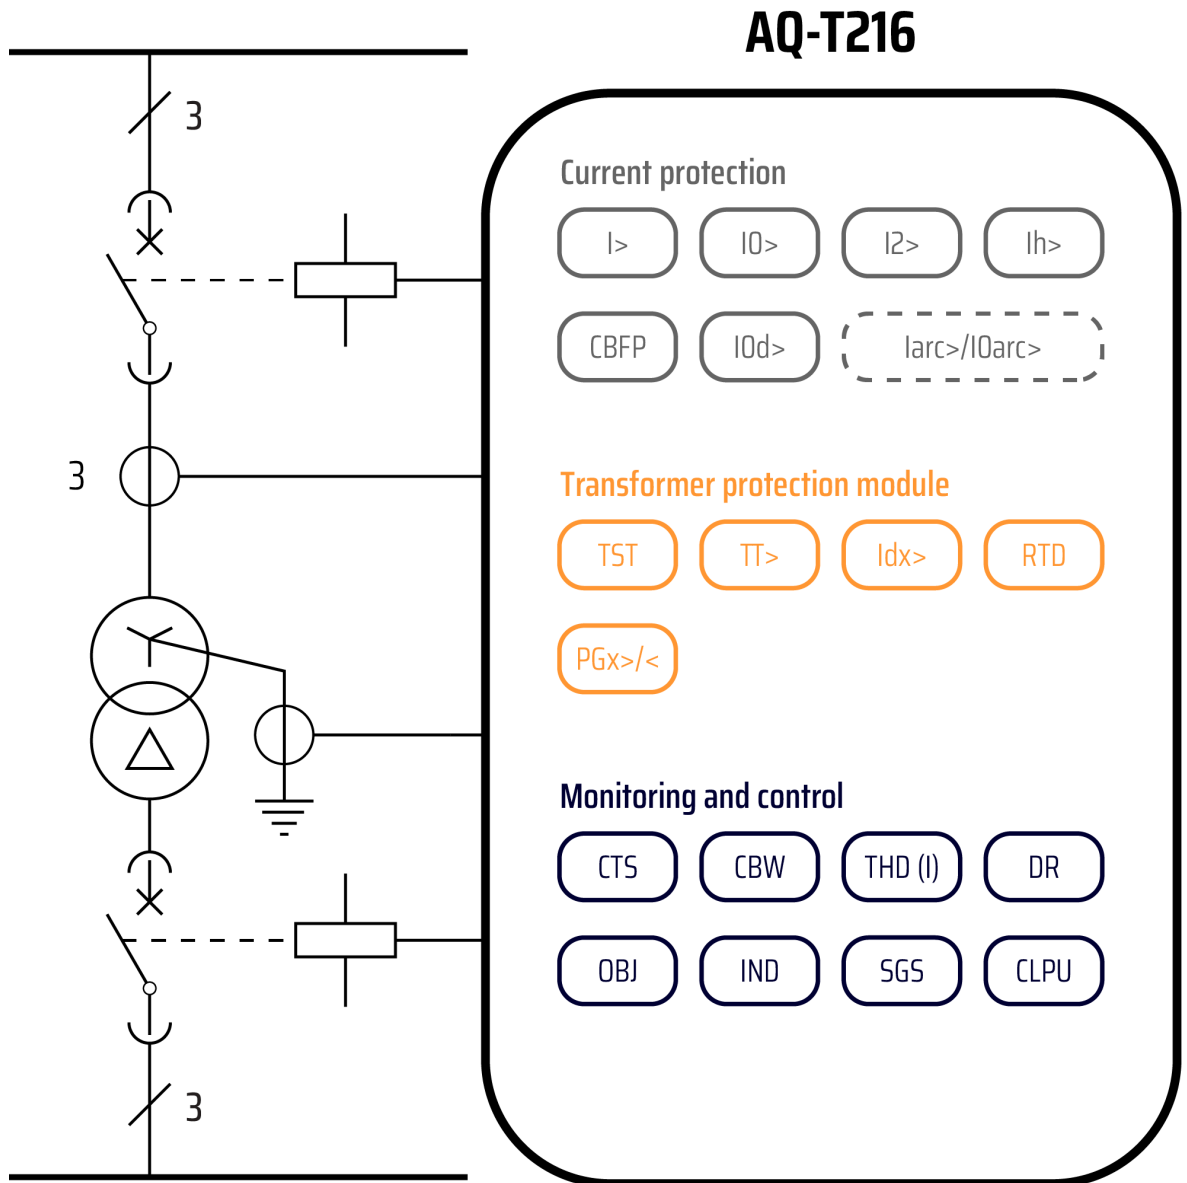 AQ-T216
3
Current protection
I> I0> I2> Ih>
CBFP I0d> Iarc>/I0arc>
3
Transformer protection module
TST TT> Idx> RTD
PGx>/<
Monitoring and control
CTS CBW THD (I) DR
OBJ IND SGS CLPU
3